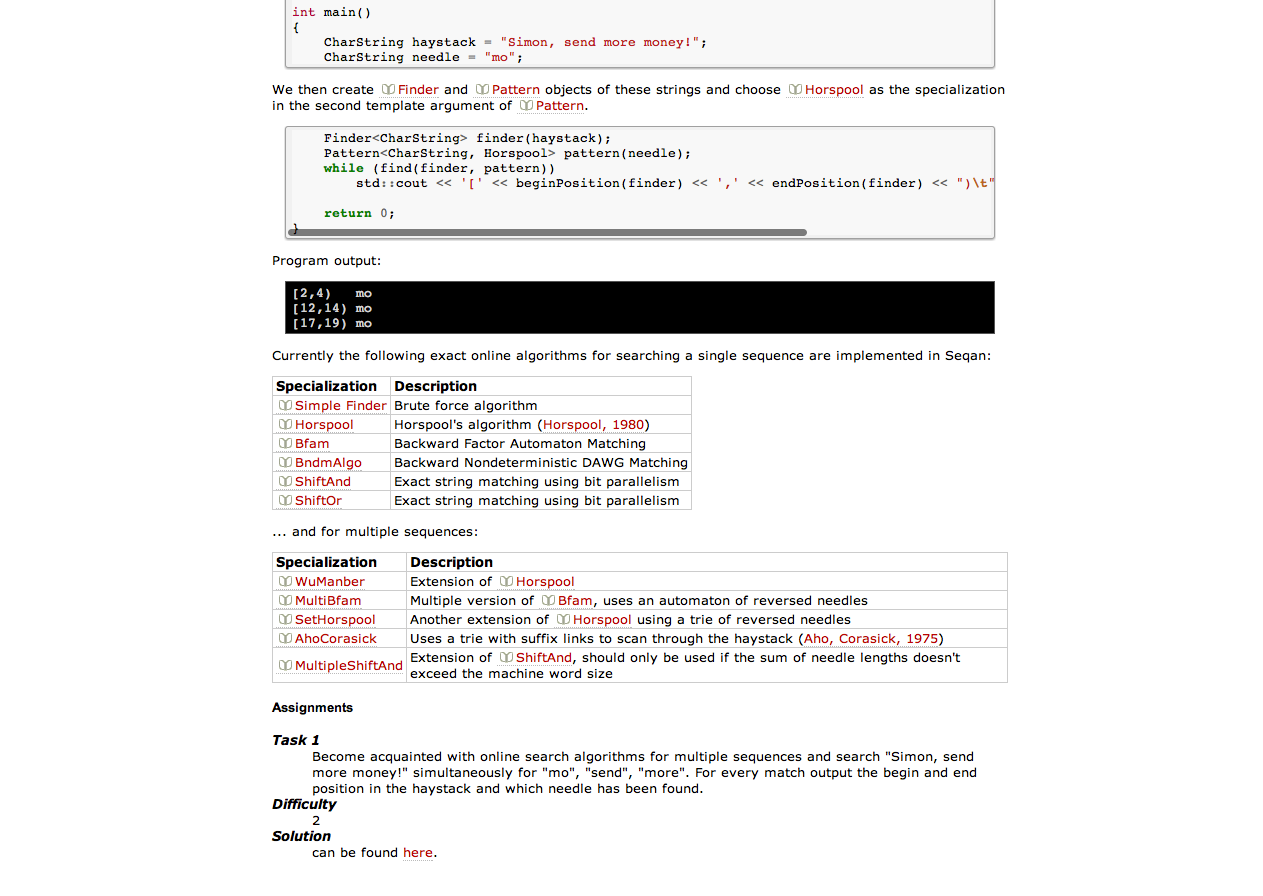 int main()
{
    CharString haystack = "Simon, send more money!";
    CharString needle = "mo";
We then create Finder and Pattern objects of these strings and choose Horspool as the specialization
in the second template argument of Pattern.
    Finder<CharString> finder(haystack);
    Pattern<CharString, Horspool> pattern(needle);
    while (find(finder, pattern))
        std::cout << '[' << beginPosition(finder) << ',' << endPosition(finder) << ")\t"
    return 0;
}
Program output:
[2,4)   mo
[12,14) mo
[17,19) mo
Currently the following exact online algorithms for searching a single sequence are implemented in Seqan:
Specialization Description
Simple Finder Brute force algorithm
Horspool Horspool's algorithm (Horspool, 1980)
Bfam Backward Factor Automaton Matching
BndmAlgo Backward Nondeterministic DAWG Matching
ShiftAnd Exact string matching using bit parallelism
ShiftOr Exact string matching using bit parallelism
... and for multiple sequences:
Specialization Description
WuManber Extension of Horspool
MultiBfam Multiple version of Bfam, uses an automaton of reversed needles
SetHorspool Another extension of Horspool using a trie of reversed needles
AhoCorasick Uses a trie with suffix links to scan through the haystack (Aho, Corasick, 1975)
MultipleShiftAnd Extension of ShiftAnd, should only be used if the sum of needle lengths doesn't
exceed the machine word size
Assignments
Task 1
Become acquainted with online search algorithms for multiple sequences and search "Simon, send
more money!" simultaneously for "mo", "send", "more". For every match output the begin and end
position in the haystack and which needle has been found.
Difficulty
2
Solution
can be found here.